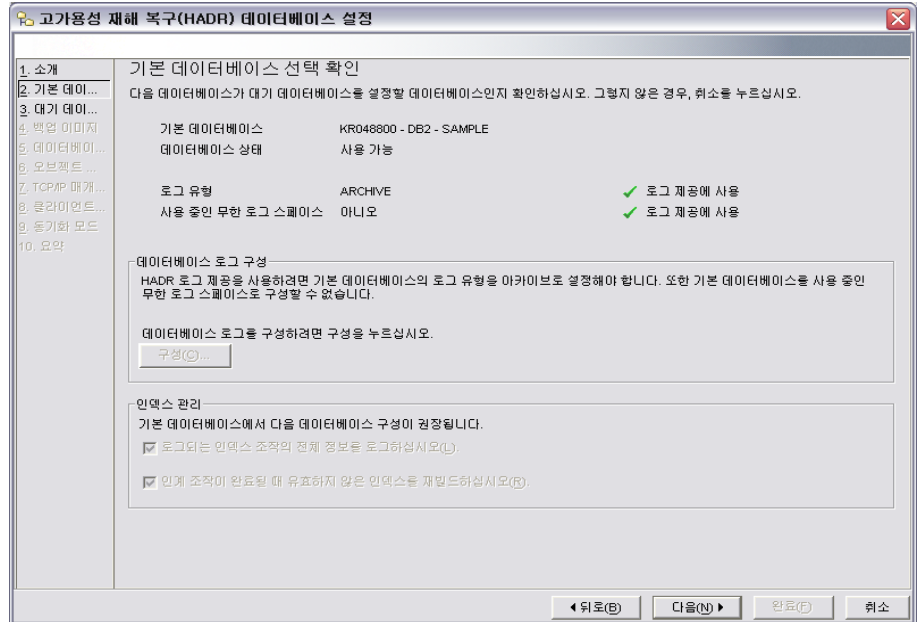 고가용성 재해 복구(HADR) 데이터베이스 설정
1. 소개
2. 기본 데이...
3. 대기 데이...
4. 백업 이미지
5. 데이터베이...
6. 오브젝트 ...
7. TCP/IP 매개...
8. 클라이언트...
9. 동기화 모드
10. 요약
기본 데이터베이스 선택 확인
다음 데이터베이스가 대기 데이터베이스를 설정할 데이터베이스인지 확인하십시오. 그렇지 않은 경우, 취소를 누르십시오.
기본 데이터베이스 KR048800 - DB2 - SAMPLE
데이터베이스 상태 사용 가능
로그 유형 ARCHIVE 로그 제공에 사용
사용 중인 무한 로그 스페이스 아니오 로그 제공에 사용
데이터베이스 로그 구성
HADR 로그 제공을 사용하려면 기본 데이터베이스의 로그 유형을 아카이브로 설정해야 합니다. 또한 기본 데이터베이스를 사용 중인
무한 로그 스페이스로 구성할 수 없습니다.
데이터베이스 로그를 구성하려면 구성을 누르십시오.
구성(C)...
인덱스 관리
기본 데이터베이스에서 다음 데이터베이스 구성이 권장됩니다.
로그되는 인덱스 조작의 전체 정보를 로그하십시오(L).
인계 조작이 완료될 때 유효하지 않은 인덱스를 재빌드하십시오(R).
뒤로(B) 다음(N) 완료(F) 취소